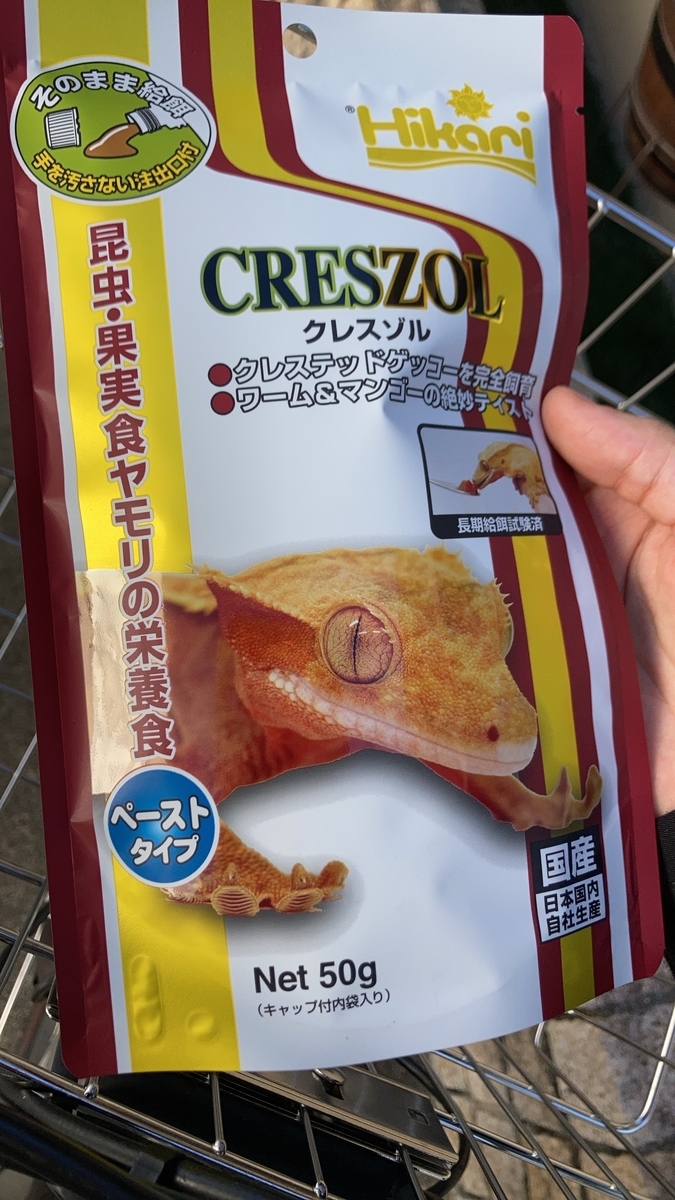 そのまま給餌
手を汚さない注出口付
®Hikari
昆虫・果実食ヤモリの栄養食
CRESZOL
クレスゾル
●クレステッドゲッコーを完全飼育
●ワーム&マンゴーの絶妙テイスト
長期給餌試験済
ペースト
タイプ
国産
日本国内
自社生産
Net 50g
(キャップ付内袋入り)